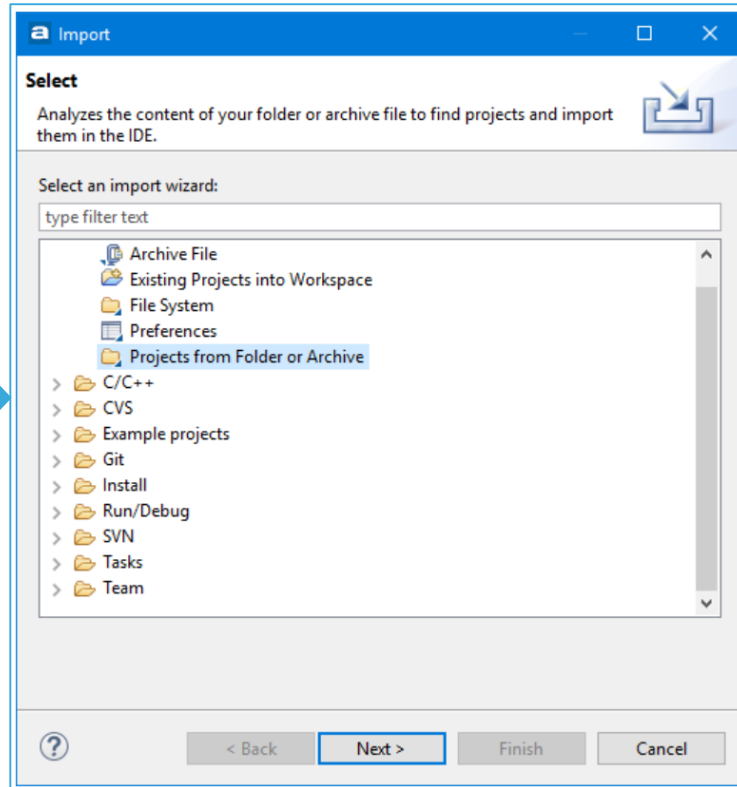 a Import
Select
Analyzes the content of your folder or archive file to find projects and import
them in the IDE.
Select an import wizard:
type filter text
Archive File
Existing Projects into Workspace
File System
Preferences
Projects from Folder or Archive
> C/C++
> CVS
> Example projects
> Git
> Install
> Run/Debug
> SVN
> Tasks
> Team
? < Back Next > Finish Cancel